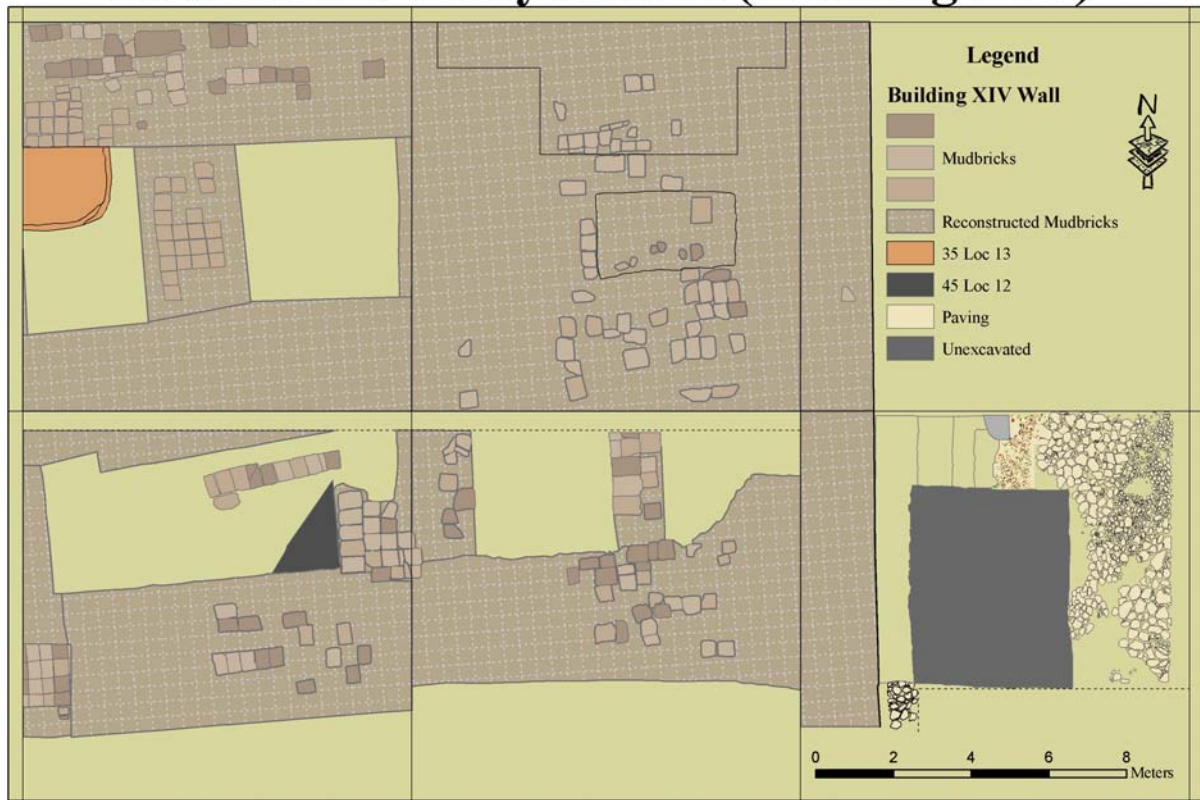 Legend
Building XIV Wall
N
Mudbricks
Reconstructed Mudbricks
35 Loc 13
45 Loc 12
Paving
Unexcavated
0 2 4 6 8
Meters